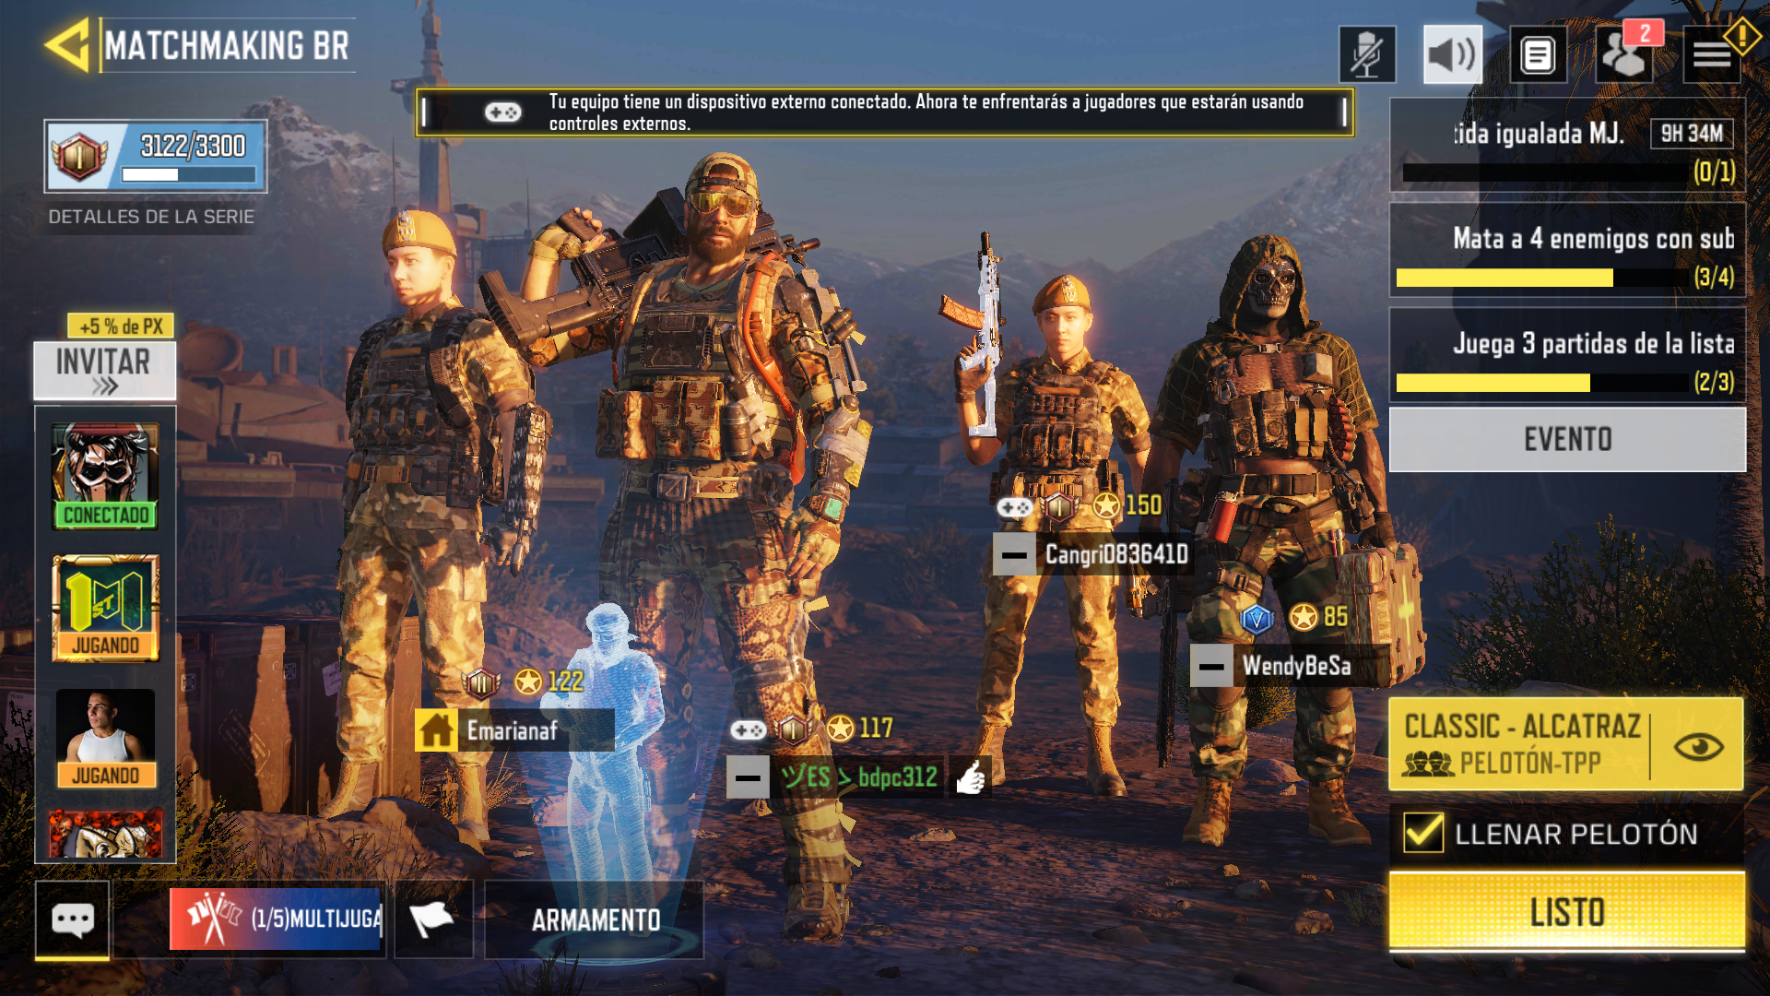 MATCHMAKING BR
2
Tu equipo tiene un dispositivo externo conectado. Ahora te enfrentarás a jugadores que estarán usando
controles externos.
3122/3300
DETALLES DE LA SERIE
tida igualada MJ.
9H 34M
(0/1)
Mata a 4 enemigos con sub
(3/4)
Juega 3 partidas de la lista
(2/3)
EVENTO
+5 % de PX
INVITAR
CONECTADO
1ST
JUGANDO
JUGANDO
150
Cangri083641D
85
WendyBeSa
122
Emarianaf
117
ヅES > bdpc312
CLASSIC - ALCATRAZ
PELOTÓN-TPP
LLENAR PELOTÓN
LISTO
(1/5)MULTIJUGA
ARMAMENTO